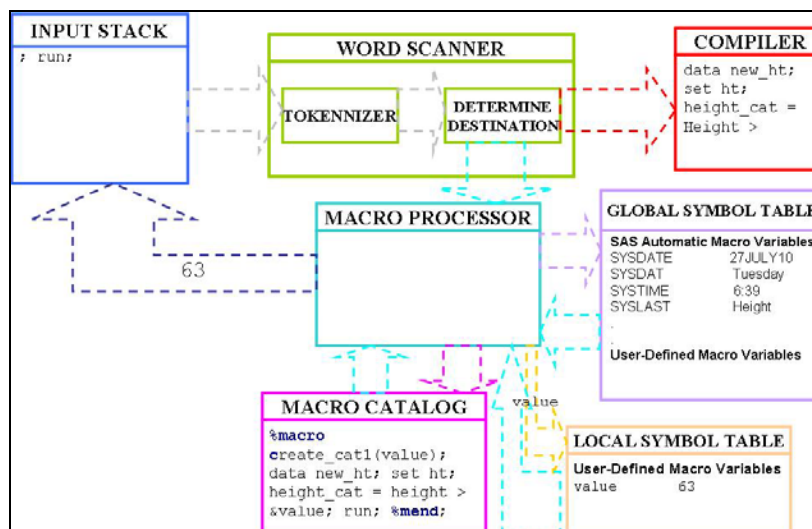 INPUT STACK
; run;
WORD SCANNER
TOKENNIZER
DETERMINE
DESTINATION
COMPILER
data new_ht;
set ht;
height_cat =
Height >
MACRO PROCESSOR
63
GLOBAL SYMBOL TABLE
SAS Automatic Macro Variables
SYSDATE 27JULY10
SYSDAT Tuesday
SYSTIME 6:39
SYSLAST Height
.
.
User-Defined Macro Variables
MACRO CATALOG
%macro
create_cat1(value);
data new_ht; set ht;
height_cat = height >
&value; run; %mend;
value
LOCAL SYMBOL TABLE
User-Defined Macro Variables
value 63